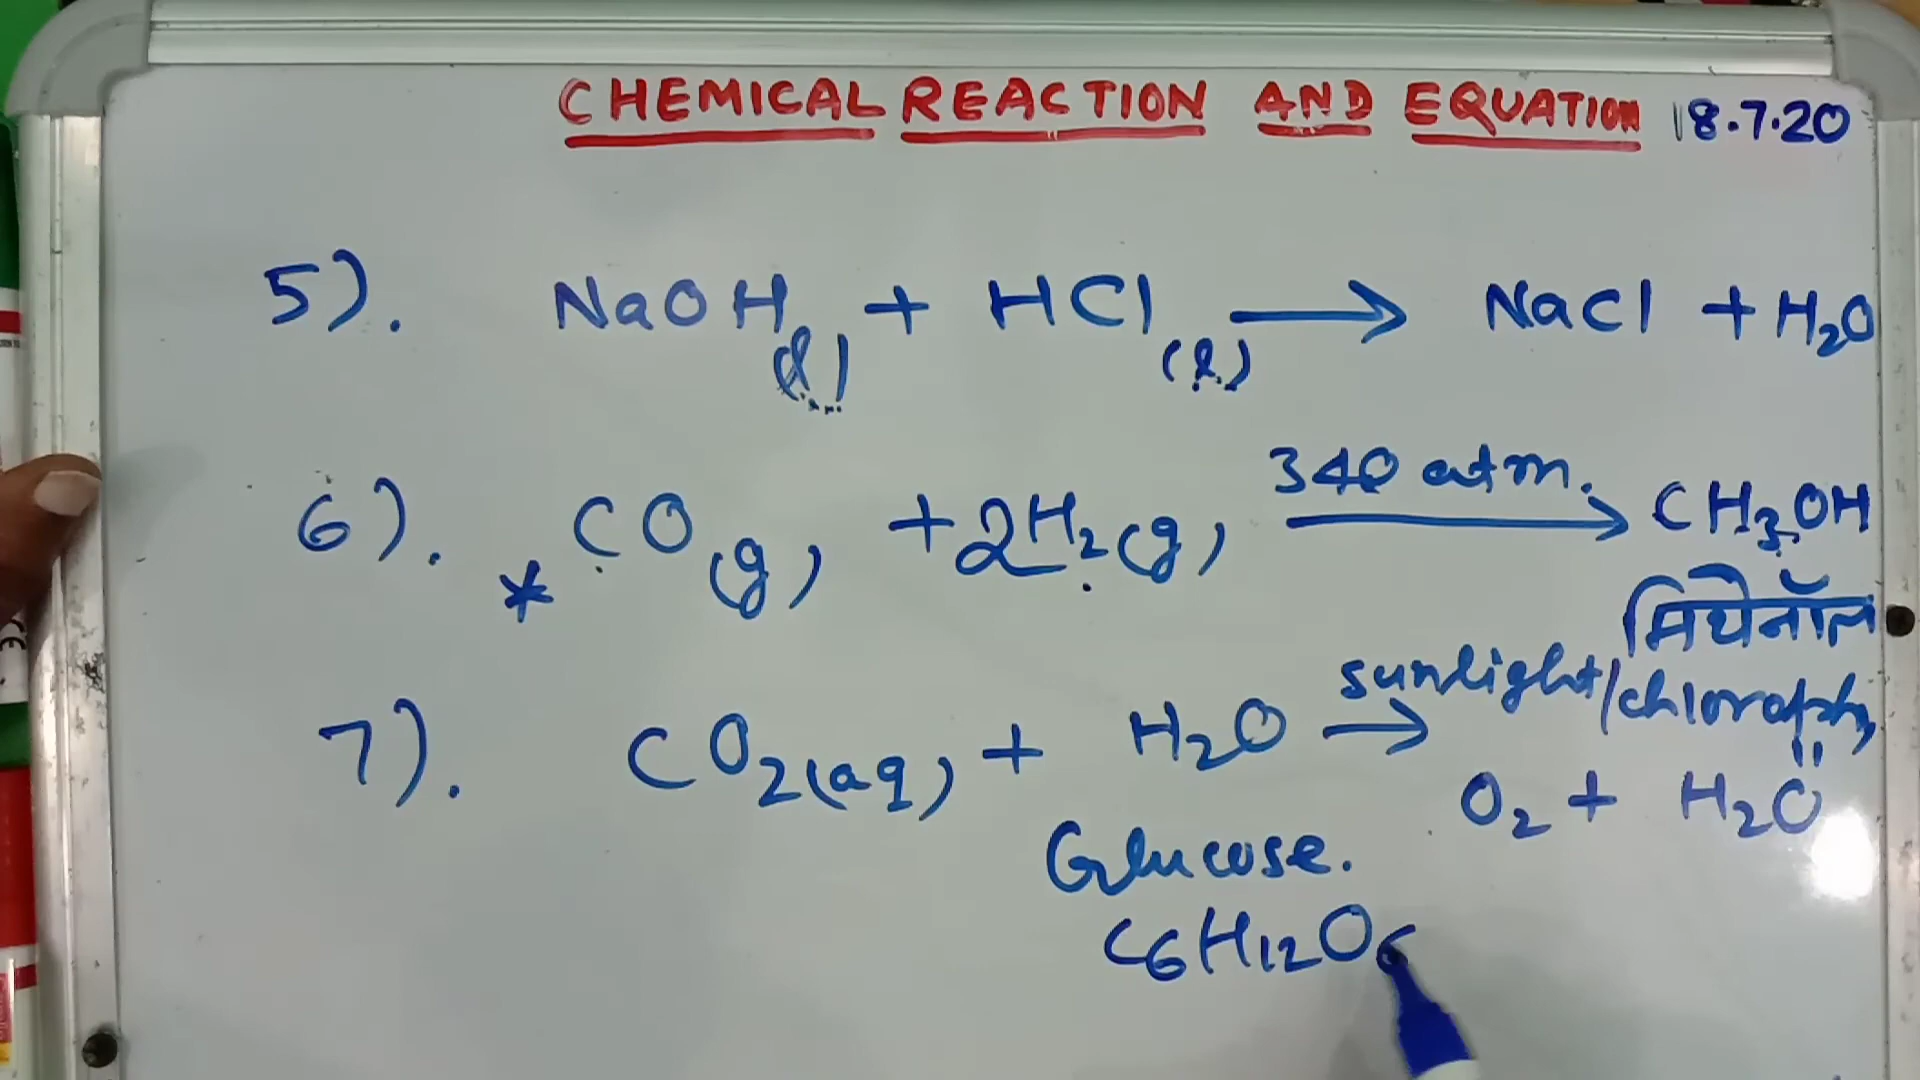 CHEMICAL REACTION AND EQUATION 18.7.20
5). NaOH(l) + HCl(l) → NaCl + H₂O
340 atm.
6). * CO(g) + 2H₂(g) → CH₃OH
मिथेनॉल
sunlight/chloroph
7). CO₂(aq) + H₂O →
O₂ + H₂O
Glucose.
C₆H₁₂O₆